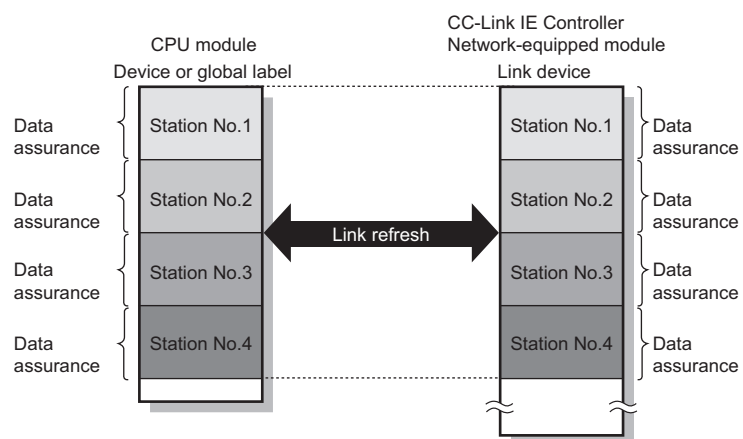 CPU module
Device or global label
CC-Link IE Controller
Network-equipped module
Link device
Data
assurance
Station No.1
Station No.1
Data
assurance
Data
assurance
Station No.2
Station No.2
Data
assurance
Link refresh
Data
assurance
Station No.3
Station No.3
Data
assurance
Data
assurance
Station No.4
Station No.4
Data
assurance